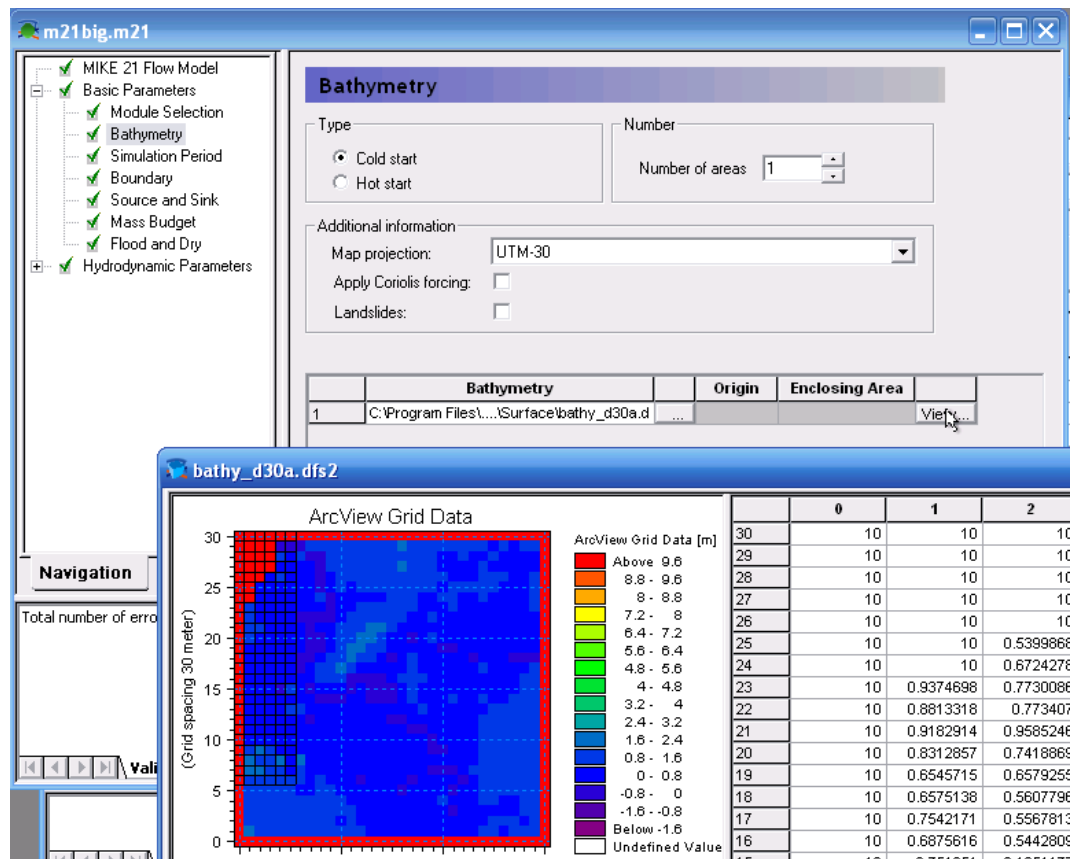 m21big.m21
MIKE 21 Flow Model
Basic Parameters
Module Selection
Bathymetry
Simulation Period
Boundary
Source and Sink
Mass Budget
Flood and Dry
Hydrodynamic Parameters
Navigation
Total number of erro
Vali
Bathymetry
Type
Cold start
Hot start
Number
Number of areas 1
Additional information
Map projection: UTM-30
Apply Coriolis forcing:
Landslides:
Bathymetry Origin Enclosing Area
1 C:\Program Files\....\Surface\bathy_d30a.d ... View...
bathy_d30a.dfs2
ArcView Grid Data
(Grid spacing 30 meter)
30
25
20
15
10
5
0
ArcView Grid Data [m]
Above 9.6
8.8 - 9.6
8 - 8.8
7.2 - 8
6.4 - 7.2
5.6 - 6.4
4.8 - 5.6
4 - 4.8
3.2 - 4
2.4 - 3.2
1.6 - 2.4
0.8 - 1.6
0 - 0.8
-0.8 - 0
-1.6 - -0.8
Below -1.6
Undefined Value
0 1 2
30 10 10 10
29 10 10 10
28 10 10 10
27 10 10 10
26 10 10 10
25 10 10 0.5399868
24 10 10 0.6724278
23 10 0.9374698 0.7730086
22 10 0.8813318 0.773407
21 10 0.9182914 0.9585246
20 10 0.8312857 0.7418869
19 10 0.6545715 0.6579255
18 10 0.6575138 0.5607796
17 10 0.7542171 0.5567813
16 10 0.6875616 0.5442809